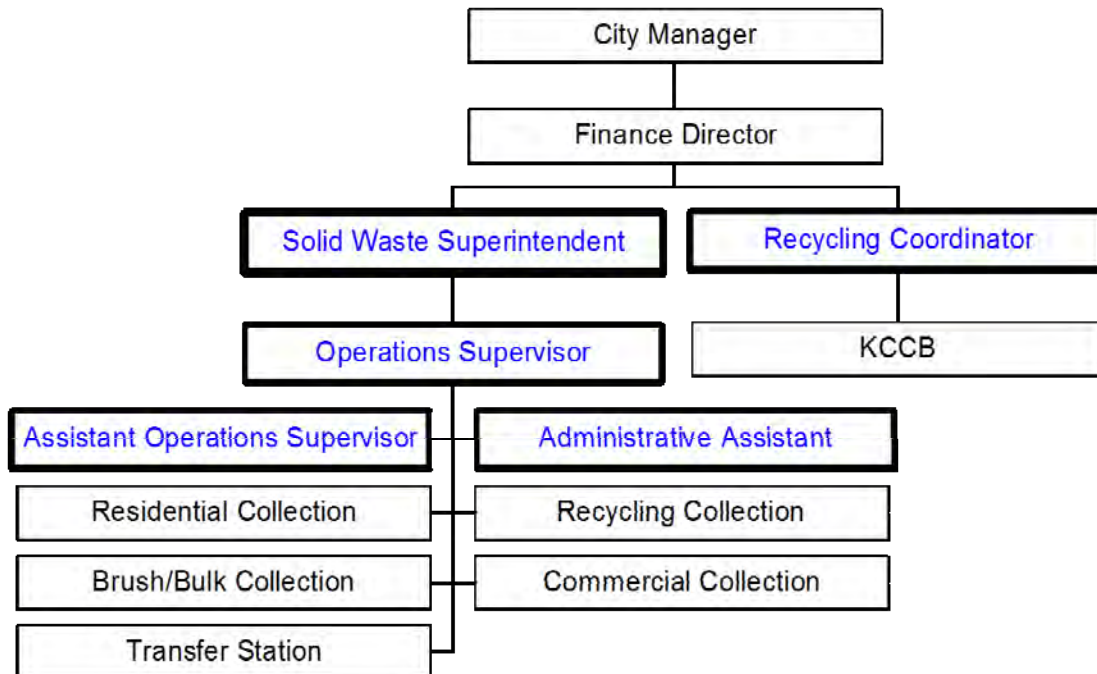 City Manager
Finance Director
Solid Waste Superintendent
Recycling Coordinator
Operations Supervisor
KCCB
Assistant Operations Supervisor
Administrative Assistant
Residential Collection
Recycling Collection
Brush/Bulk Collection
Commercial Collection
Transfer Station